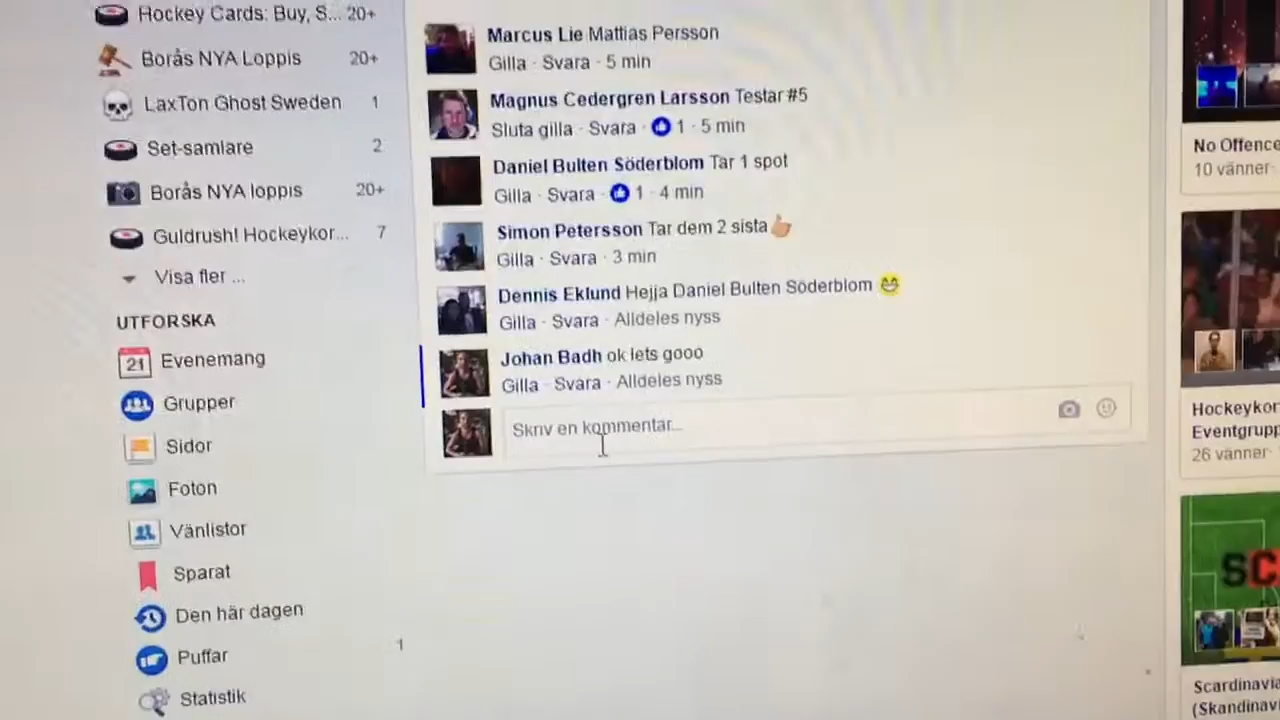 Hockey Cards: Buy, S... 20+
Borås NYA Loppis 20+
LaxTon Ghost Sweden 1
Set-samlare 2
Borås NYA loppis 20+
Guldrush! Hockeykor... 7
Visa fler ...
UTFORSKA
21 Evenemang
Grupper
Sidor
Foton
Vänlistor
Sparat
Den här dagen
Puffar 1
Statistik
Marcus Lie Mattias Persson
Gilla · Svara · 5 min
Magnus Cedergren Larsson Testar #5
Sluta gilla · Svara · 1 · 5 min
Daniel Bulten Söderblom Tar 1 spot
Gilla · Svara · 1 · 4 min
Simon Petersson Tar dem 2 sista👍
Gilla · Svara · 3 min
Dennis Eklund Hejja Daniel Bulten Söderblom 😄
Gilla · Svara · Alldeles nyss
Johan Badh ok lets gooo
Gilla · Svara · Alldeles nyss
Skriv en kommentar...
No Offence
10 vänner ·
Hockeykor
Eventgrupp
26 vänner ·
SC
Scardinavia
(Skandinav